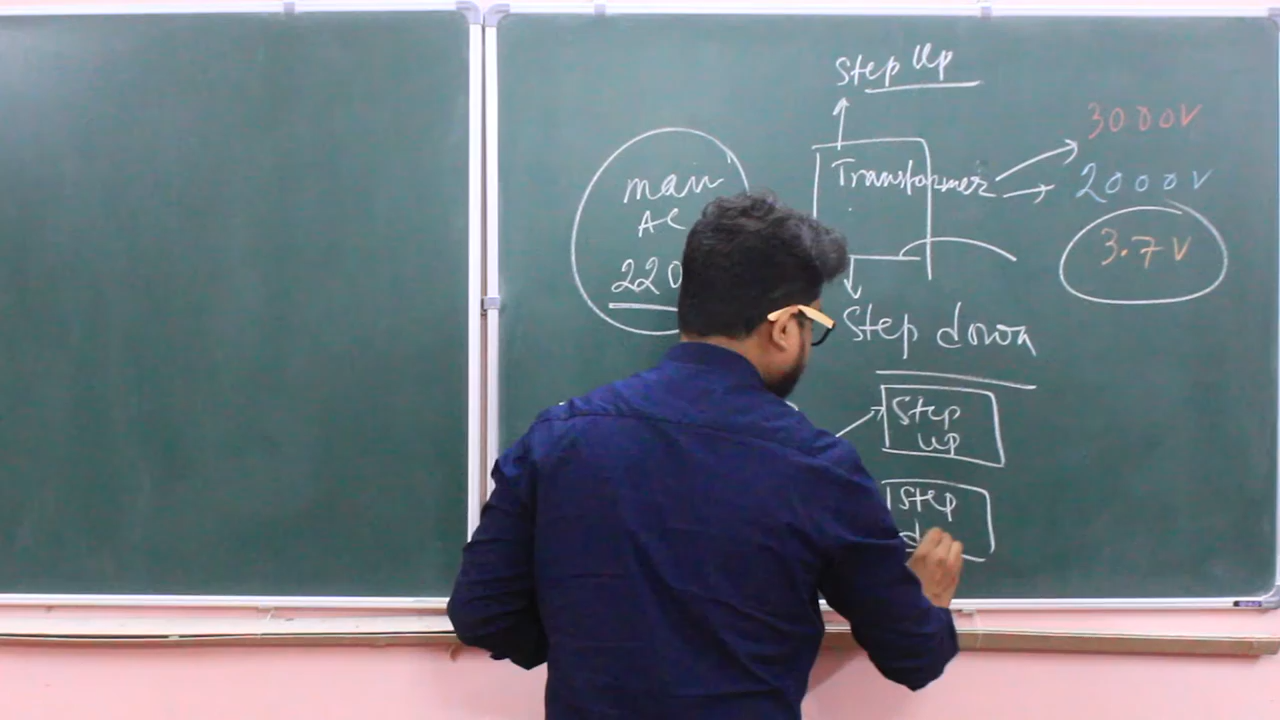 Step Up
3000V
Transformer
2000V
main
AC
220
3.7V
Step down
Step
up
Step
d